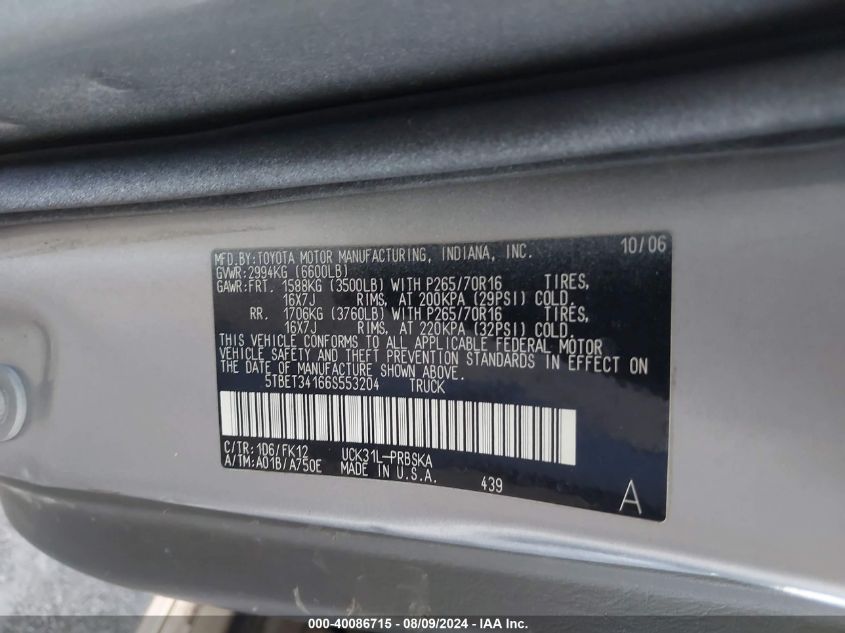 MFD.BY:TOYOTA MOTOR MANUFACTURING, INDIANA, INC. 10/06
GVWR:2994KG (6600LB)
GAWR:FRT. 1588KG (3500LB) WITH P265/70R16 TIRES,
16X7J RIMS, AT 200KPA (29PSI) COLD.
RR. 1706KG (3760LB) WITH P265/70R16 TIRES,
16X7J RIMS, AT 220KPA (32PSI) COLD.
THIS VEHICLE CONFORMS TO ALL APPLICABLE FEDERAL MOTOR
VEHICLE SAFETY AND THEFT PREVENTION STANDARDS IN EFFECT ON
THE DATE OF MANUFACTURE SHOWN ABOVE.
5TBET34166S553204 TRUCK
C/TR:1D6/FK12 UCK31L-PRBSKA
A/TM:A01B/A750E MADE IN U.S.A.
439 A
000-40086715 - 08/09/2024 - IAA Inc.